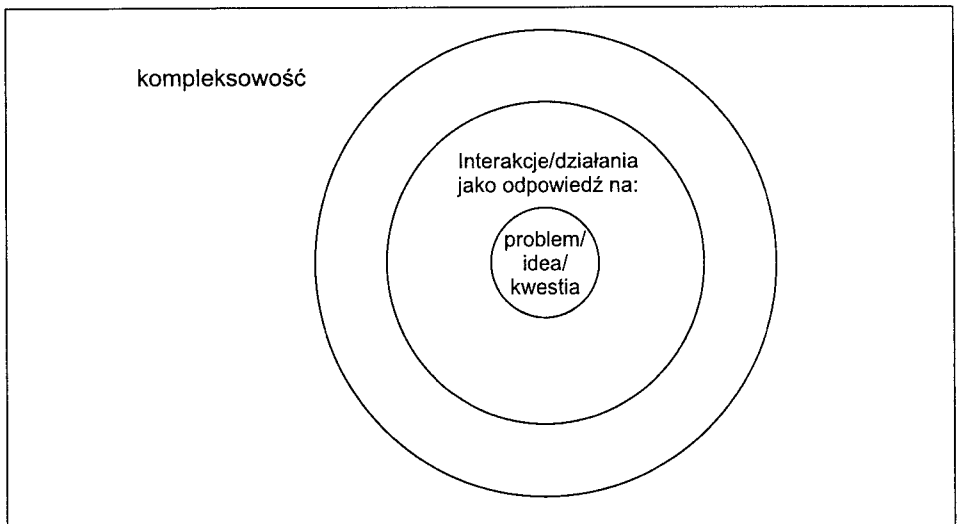 kompleksowość
Interakcje/działania
jako odpowiedź na:
problem/
idea/
kwestia